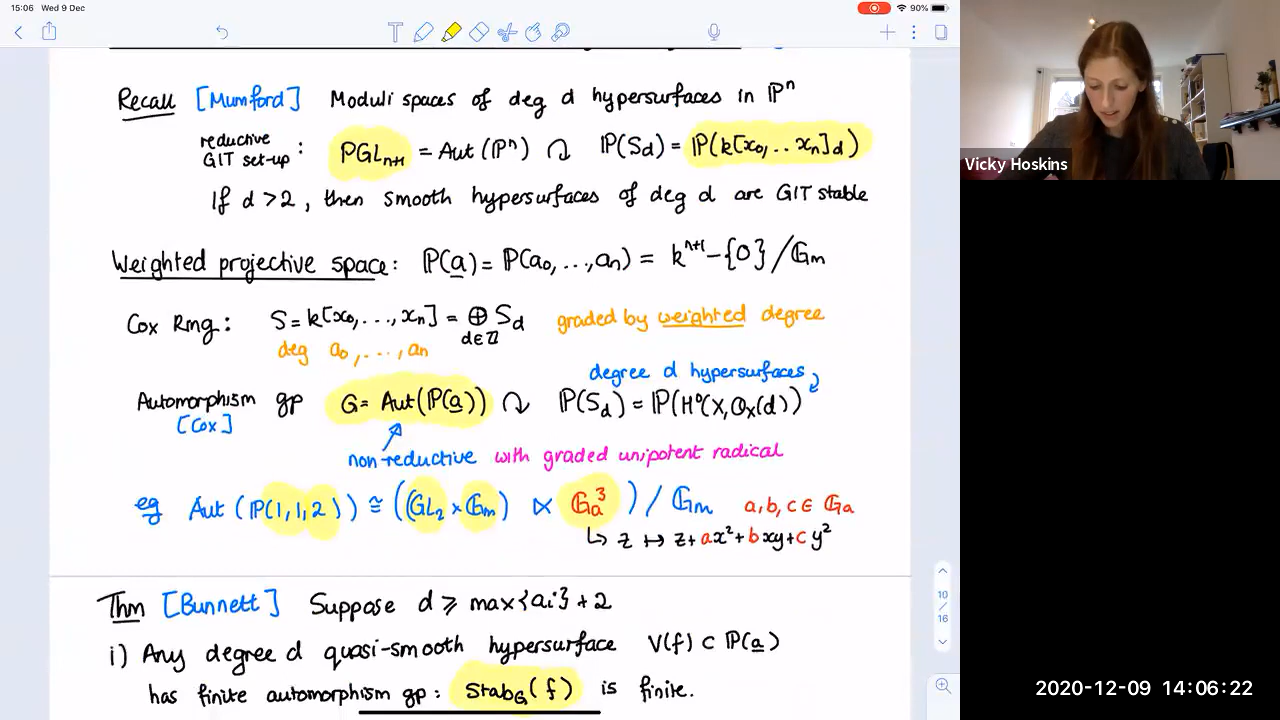 15:06 Wed 9 Dec
90%
Recall [Mumford] Moduli spaces of deg d hypersurfaces in ℙⁿ
reductive GIT set-up : PGLₙ₊₁ = Aut(ℙⁿ) ↷ ℙ(S_d) = ℙ(k[x₀,..xₙ]_d)
If d>2, then smooth hypersurfaces of deg d are GIT stable
Weighted projective space: ℙ(a) = ℙ(a₀,...,aₙ) = kⁿ⁺¹-{0}/𝔾ₘ
Cox Ring: S = k[x₀,...,xₙ] = ⊕ S_d graded by weighted degree
deg a₀,...,aₙ d∈ℤ
degree d hypersurfaces
Automorphism gp G = Aut(ℙ(a)) ↷ ℙ(S_d) = ℙ(H⁰(X,O_X(d))
[Cox]
non-reductive with graded unipotent radical
eg Aut(ℙ(1,1,2)) ≅ ((GL₂×𝔾ₘ) ⋉ 𝔾ₐ³)/𝔾ₘ a,b,c∈𝔾ₐ
↳ z ↦ z+ax²+bxy+cy²
Thm [Bunnett] Suppose d ⩾ max{aᵢ}+2
i) Any degree d quasi-smooth hypersurface V(f) ⊂ ℙ(a)
has finite automorphism gp: Stab_G(f) is finite.
10
/
16
Vicky Hoskins
2020-12-09 14:06:22